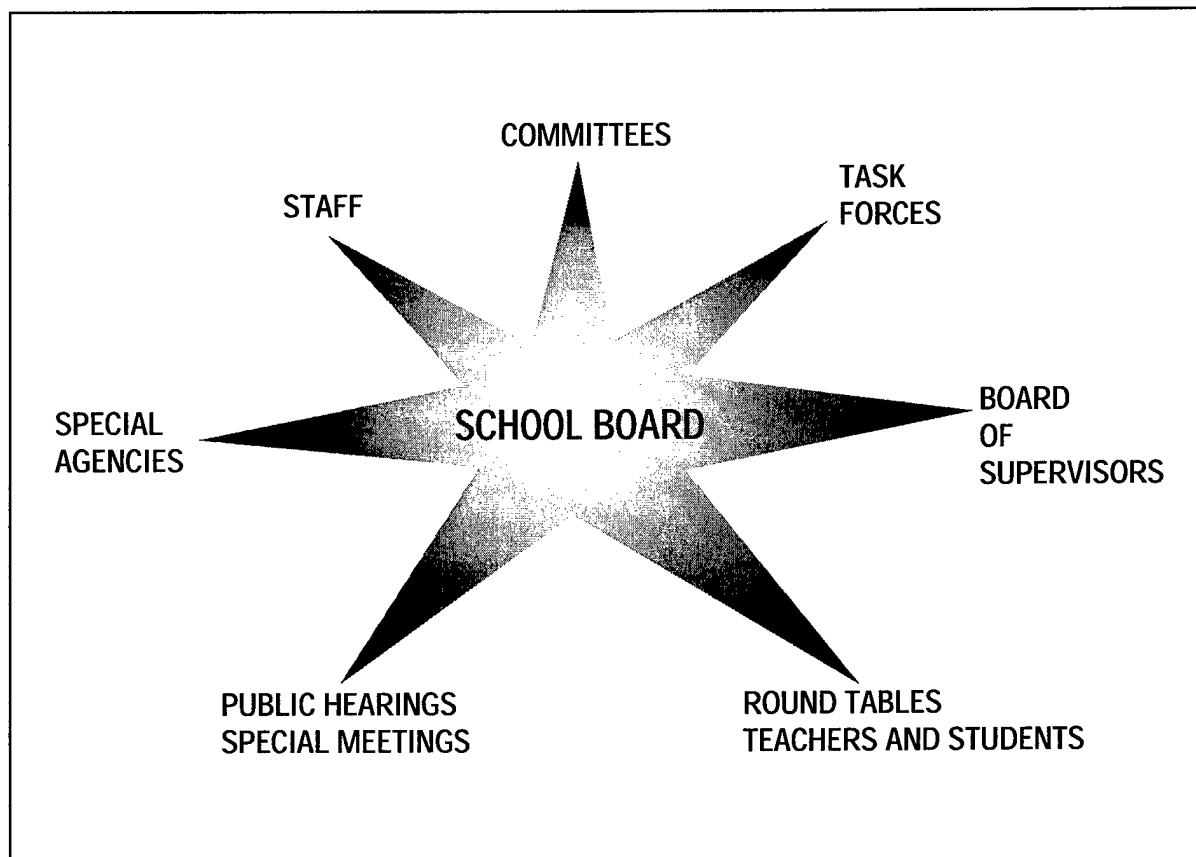 COMMITTEES
TASK
FORCES
STAFF
SCHOOL BOARD
BOARD
OF
SUPERVISORS
SPECIAL
AGENCIES
PUBLIC HEARINGS
SPECIAL MEETINGS
ROUND TABLES
TEACHERS AND STUDENTS